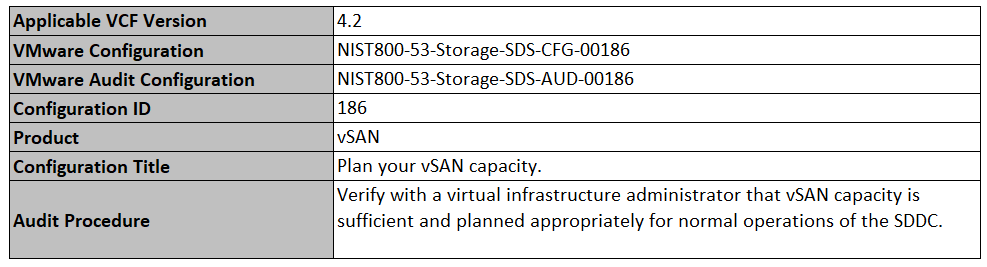 Applicable VCF Version 4.2
VMware Configuration NIST800-53-Storage-SDS-CFG-00186
VMware Audit Configuration NIST800-53-Storage-SDS-AUD-00186
Configuration ID 186
Product vSAN
Configuration Title Plan your vSAN capacity.
Audit Procedure Verify with a virtual infrastructure administrator that vSAN capacity is
sufficient and planned appropriately for normal operations of the SDDC.